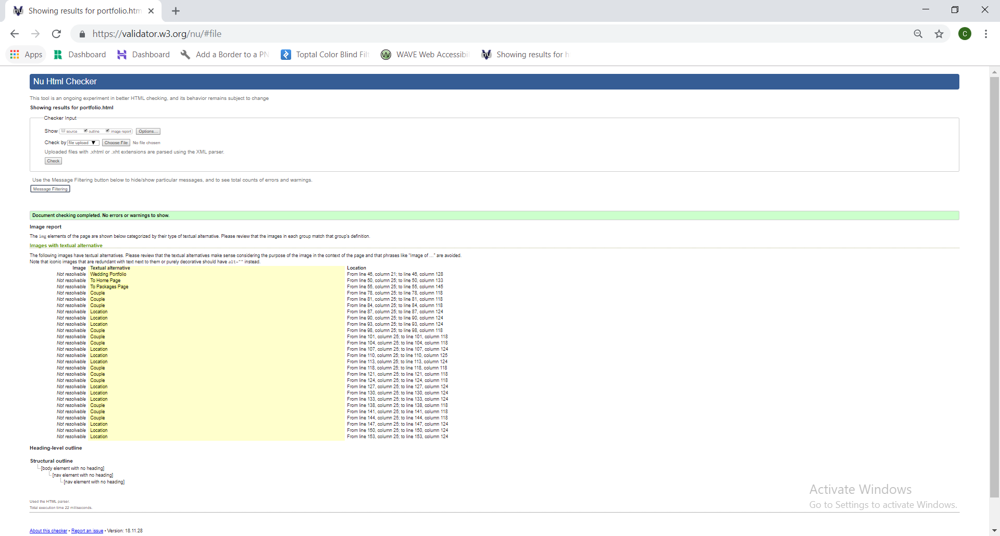 Showing results for portfolio.htm
https://validator.w3.org/nu/#file
C
Apps Dashboard Dashboard Add a Border to a PN Toptal Color Blind Filt WAVE Web Accessibil Showing results for h
Nu Html Checker
This tool is an ongoing experiment in better HTML checking, and its behavior remains subject to change
Showing results for portfolio.html
Checker Input
Show source outline image report Options...
Check by file upload Choose File No file chosen
Uploaded files with .xhtml or .xht extensions are parsed using the XML parser.
Check
Use the Message Filtering button below to hide/show particular messages, and to see total counts of errors and warnings.
Message Filtering
Document checking completed. No errors or warnings to show.
Image report
The img elements of the page are shown below categorized by their type of textual alternative. Please review that the images in each group match that group's definition.
Images with textual alternative
The following images have textual alternatives. Please review that the textual alternatives make sense considering the purpose of the image in the context of the page and that phrases like "Image of ..." are avoided.
Note that iconic images that are redundant with text next to them or purely decorative should have alt="" instead.
Image Textual alternative Location
Not resolvable Wedding Portfolio From line 46, column 21; to line 46, column 128
Not resolvable To Home Page From line 50, column 25; to line 50, column 133
Not resolvable To Packages Page From line 55, column 25; to line 55, column 145
Not resolvable Couple From line 78, column 25; to line 78, column 118
Not resolvable Couple From line 81, column 25; to line 81, column 118
Not resolvable Couple From line 84, column 25; to line 84, column 118
Not resolvable Location From line 87, column 25; to line 87, column 124
Not resolvable Location From line 90, column 25; to line 90, column 124
Not resolvable Location From line 93, column 25; to line 93, column 124
Not resolvable Couple From line 98, column 25; to line 98, column 118
Not resolvable Couple From line 101, column 25; to line 101, column 118
Not resolvable Couple From line 104, column 25; to line 104, column 118
Not resolvable Location From line 107, column 25; to line 107, column 124
Not resolvable Location From line 110, column 25; to line 110, column 125
Not resolvable Location From line 113, column 25; to line 113, column 124
Not resolvable Couple From line 118, column 25; to line 118, column 118
Not resolvable Couple From line 121, column 25; to line 121, column 118
Not resolvable Couple From line 124, column 25; to line 124, column 118
Not resolvable Location From line 127, column 25; to line 127, column 124
Not resolvable Location From line 130, column 25; to line 130, column 124
Not resolvable Location From line 133, column 25; to line 133, column 124
Not resolvable Couple From line 138, column 25; to line 138, column 118
Not resolvable Couple From line 141, column 25; to line 141, column 118
Not resolvable Couple From line 144, column 25; to line 144, column 118
Not resolvable Location From line 147, column 25; to line 147, column 124
Not resolvable Location From line 150, column 25; to line 150, column 124
Not resolvable Location From line 153, column 25; to line 153, column 124
Heading-level outline
Structural outline
[body element with no heading]
[nav element with no heading]
[nav element with no heading]
Activate Windows
Go to Settings to activate Windows.
Used the HTML parser.
Total execution time 22 milliseconds.
About this checker • Report an issue • Version: 18.11.28